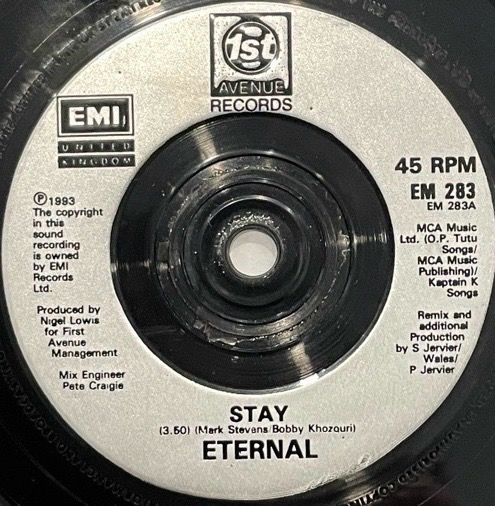 1st
AVENUE
RECORDS
EMI
UNITED
KINGDOM
℗1993
The copyright
in this
sound
recording
is owned
by EMI
Records
Ltd.
Produced by
Nigel Lowis
for First
Avenue
Management
Mix Engineer
Pete Craigie
45 RPM
EM 283
EM 283A
MCA Music
Ltd. (O.P. Tutu
Songs/
MCA Music
Publishing)/
Kaptain K
Songs
Remix and
additional
Production
by S Jervier/
Wales/
P Jervier
STAY
(3.50) (Mark Stevens/Bobby Khozouri)
ETERNAL